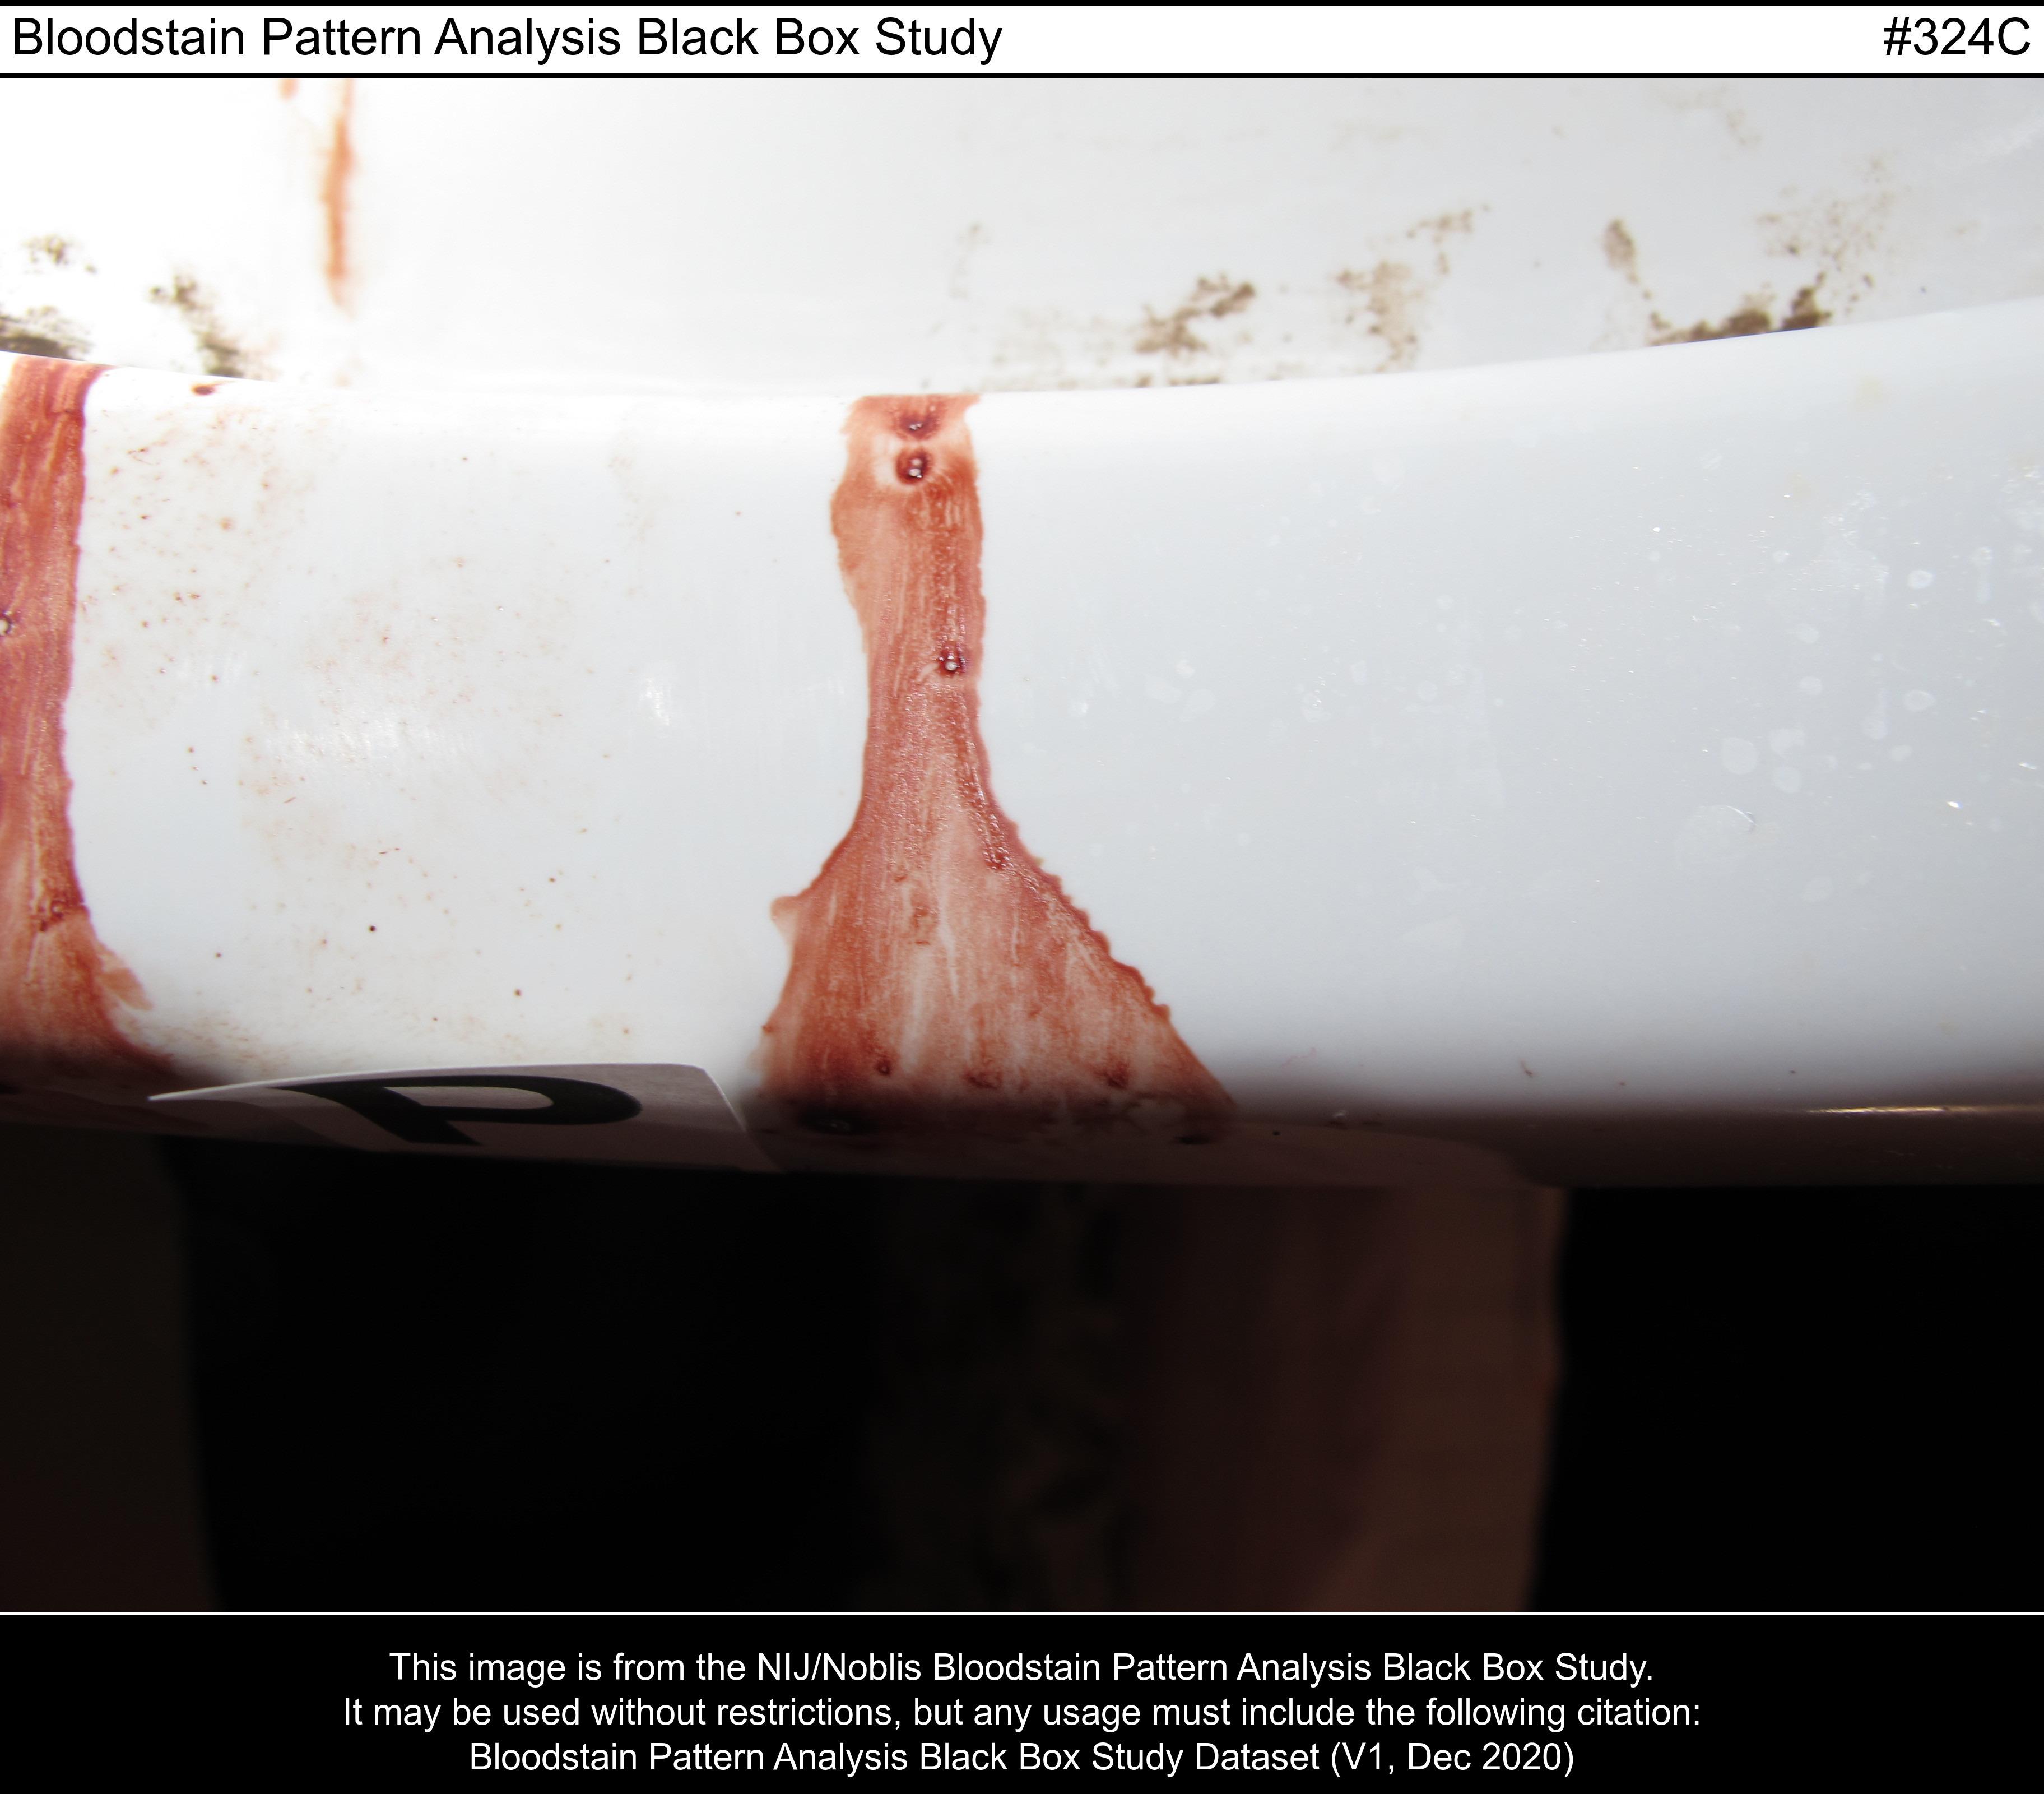 Bloodstain Pattern Analysis Black Box Study #324C
P
This image is from the NIJ/Noblis Bloodstain Pattern Analysis Black Box Study.
It may be used without restrictions, but any usage must include the following citation:
Bloodstain Pattern Analysis Black Box Study Dataset (V1, Dec 2020)